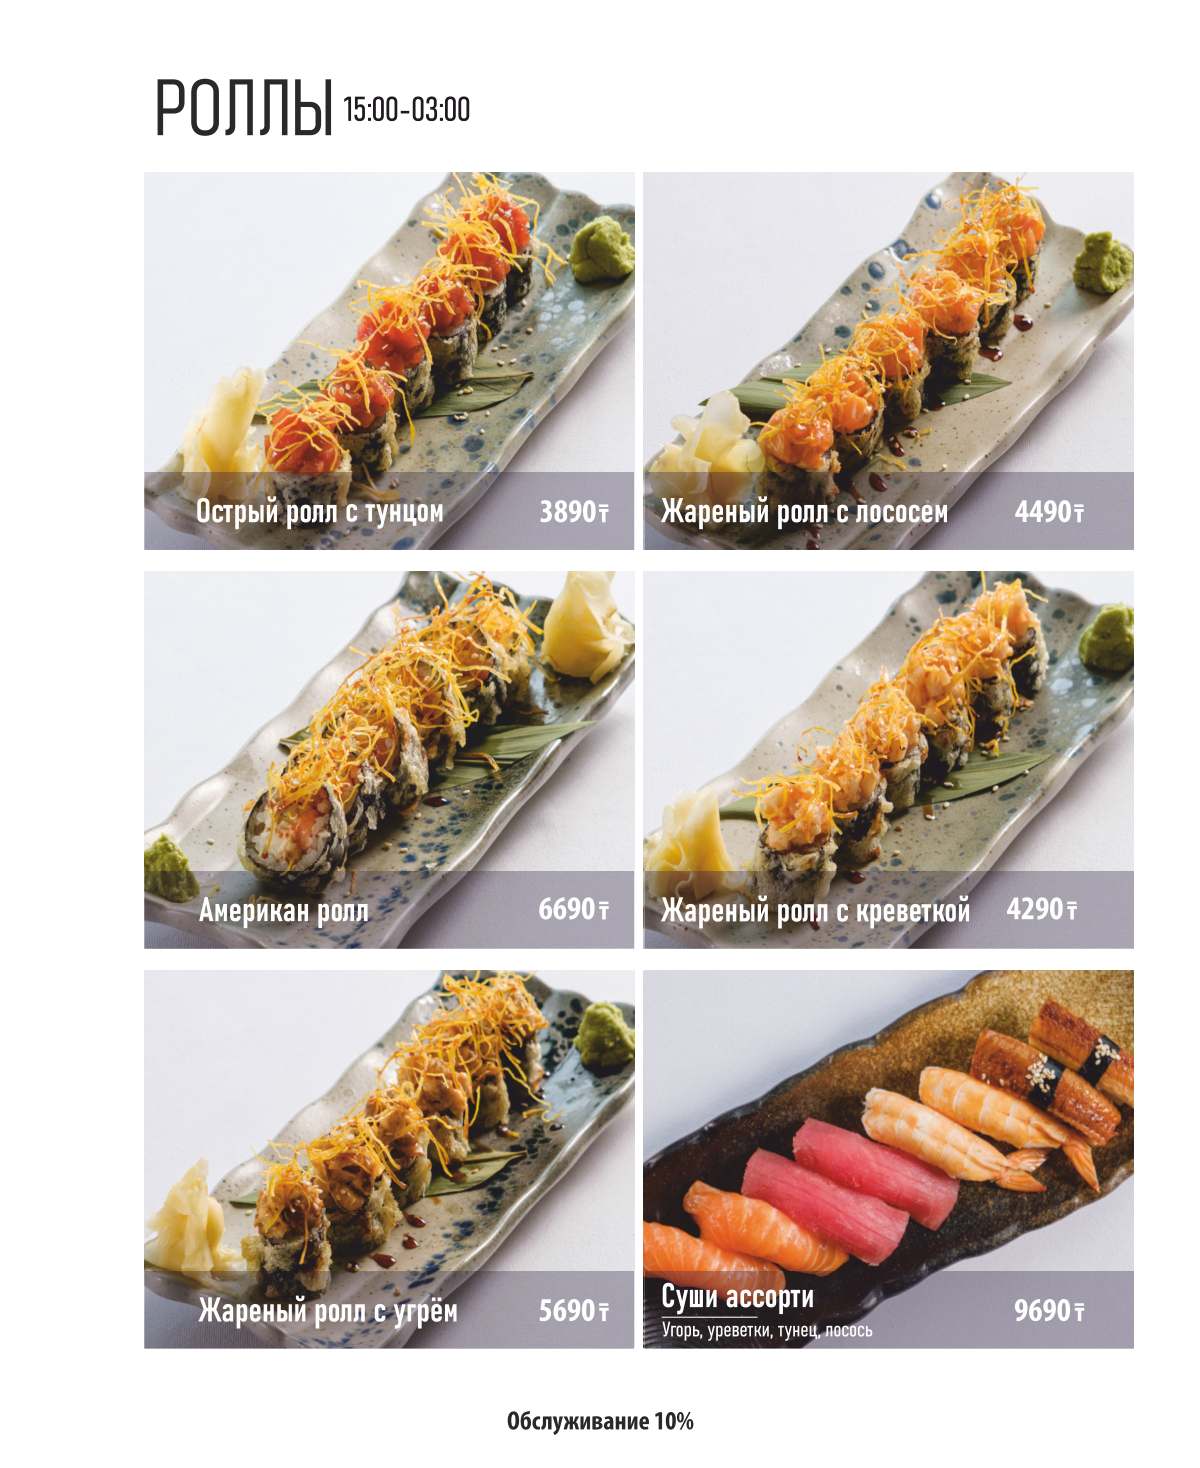 РОЛЛЫ 15:00-03:00
Острый ролл с тунцом 3890₸
Жареный ролл с лососем 4490₸
Американ ролл 6690₸
Жареный ролл с креветкой 4290₸
Жареный ролл с угрём 5690₸
Суши ассорти 9690₸
Угорь, уреветки, тунец, лосось
Обслуживание 10%